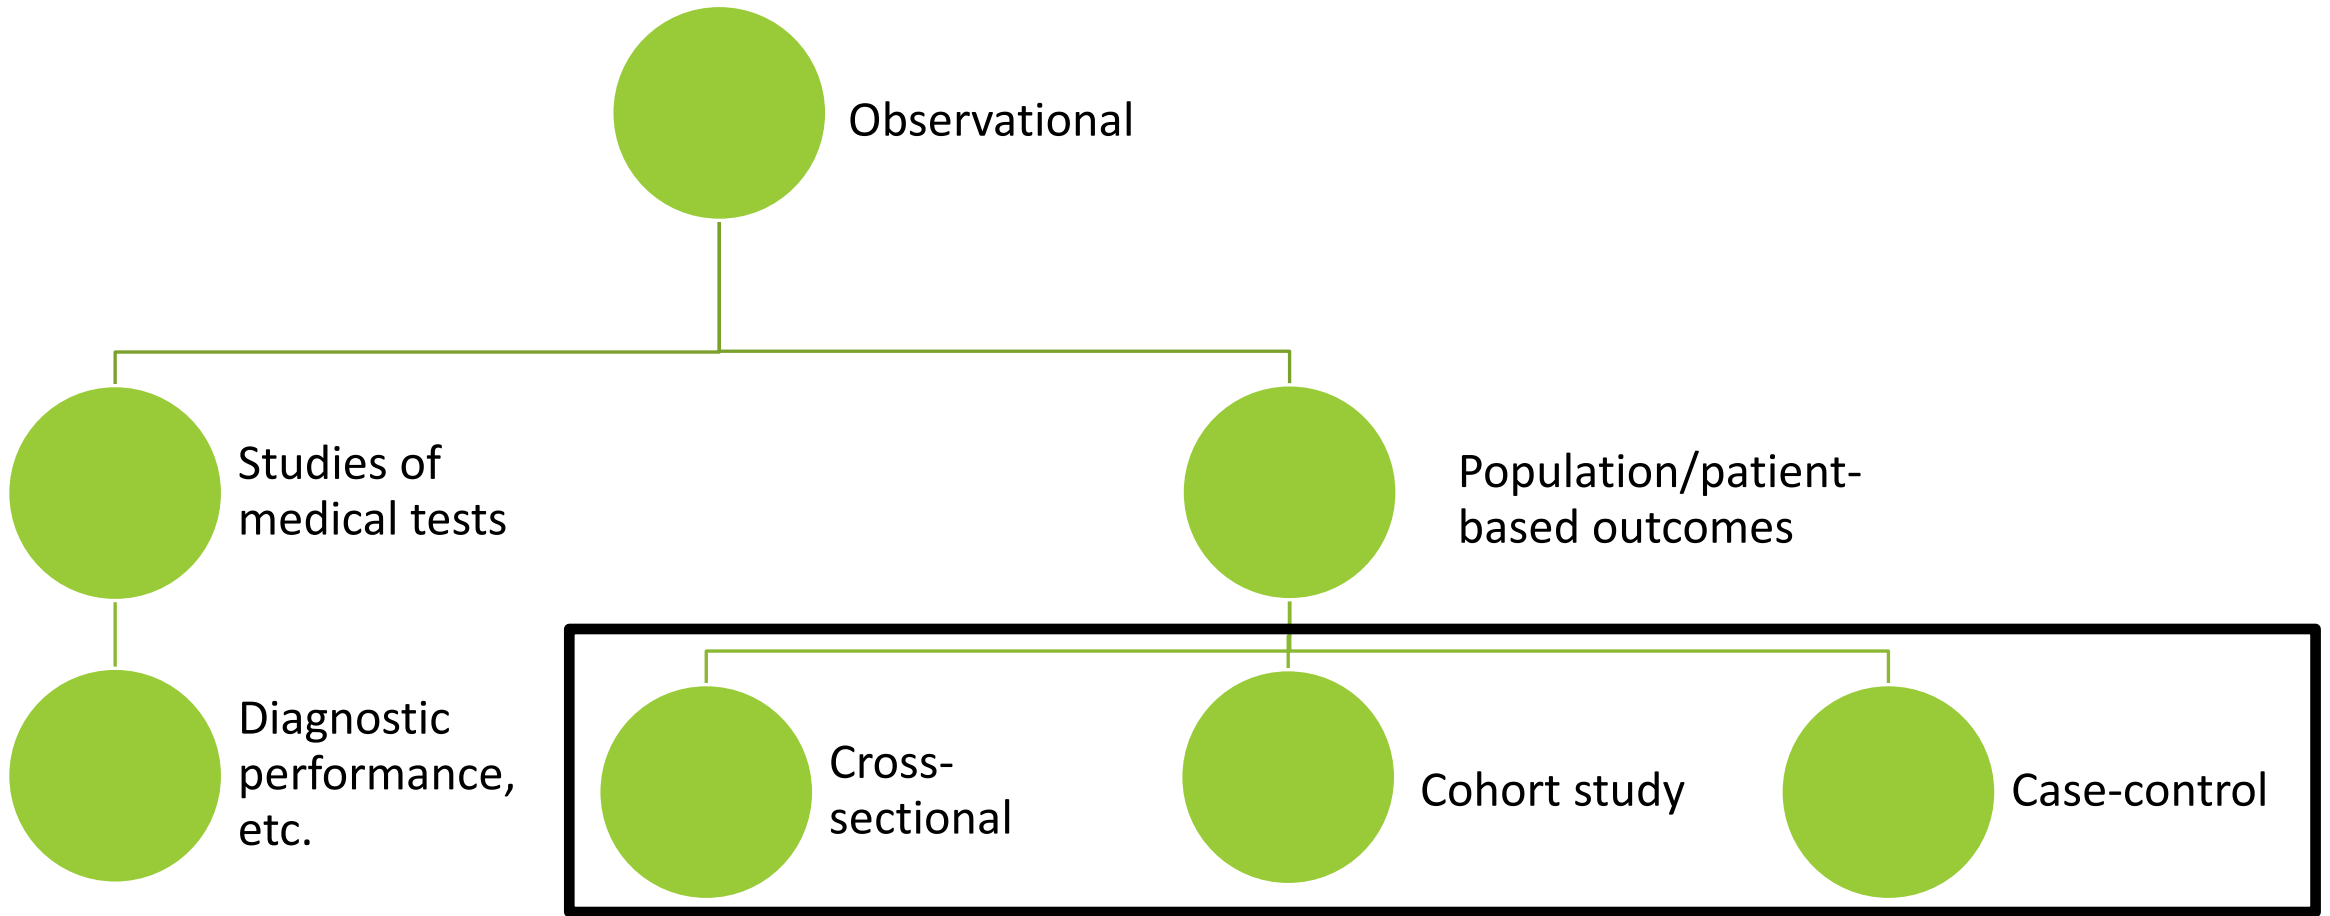 Observational
Studies of
medical tests
Population/patient-
based outcomes
Diagnostic
performance,
etc.
Cross-
sectional
Cohort study
Case-control